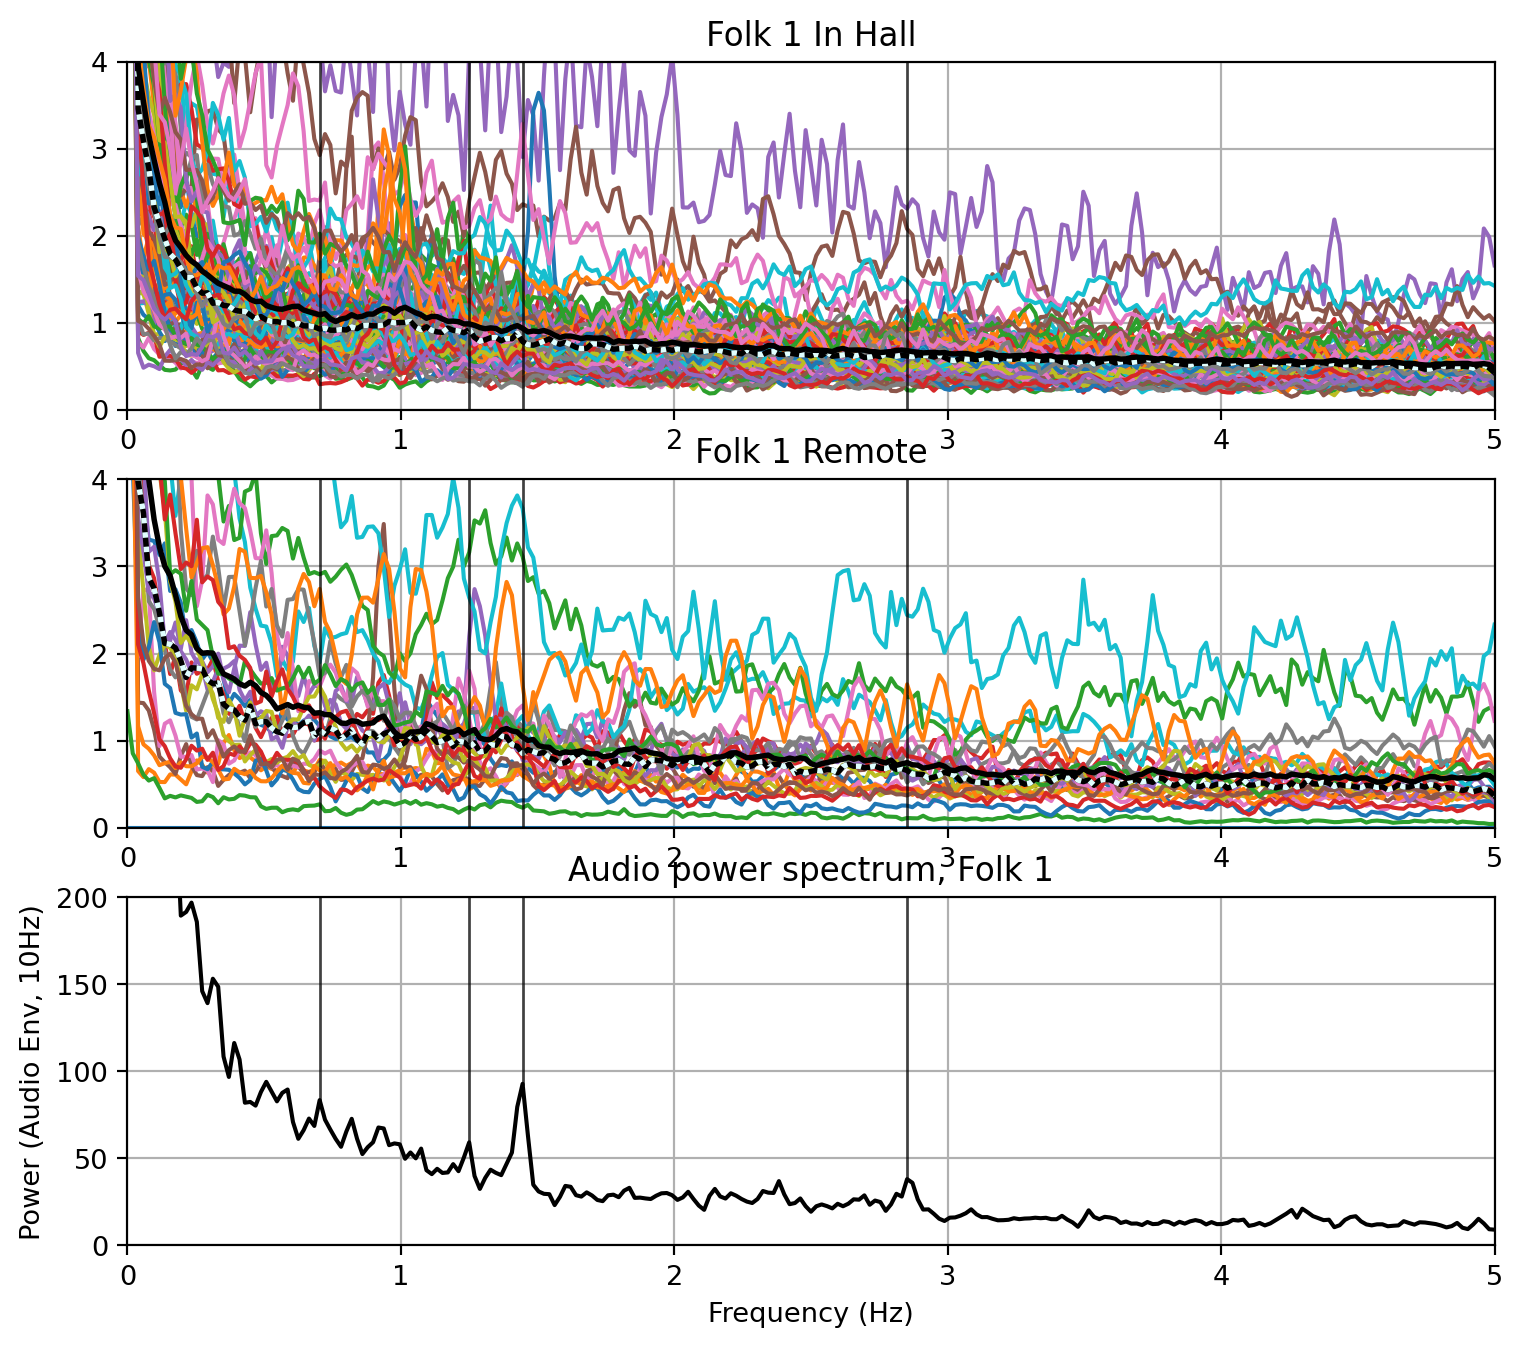 Folk 1 In Hall
4
3
2
1
0
0 1 2 3 4 5
Folk 1 Remote
4
3
2
1
0
0 1 2 3 4 5
Audio power spectrum, Folk 1
200
150
100
50
0
Power (Audio Env, 10Hz)
0 1 2 3 4 5
Frequency (Hz)